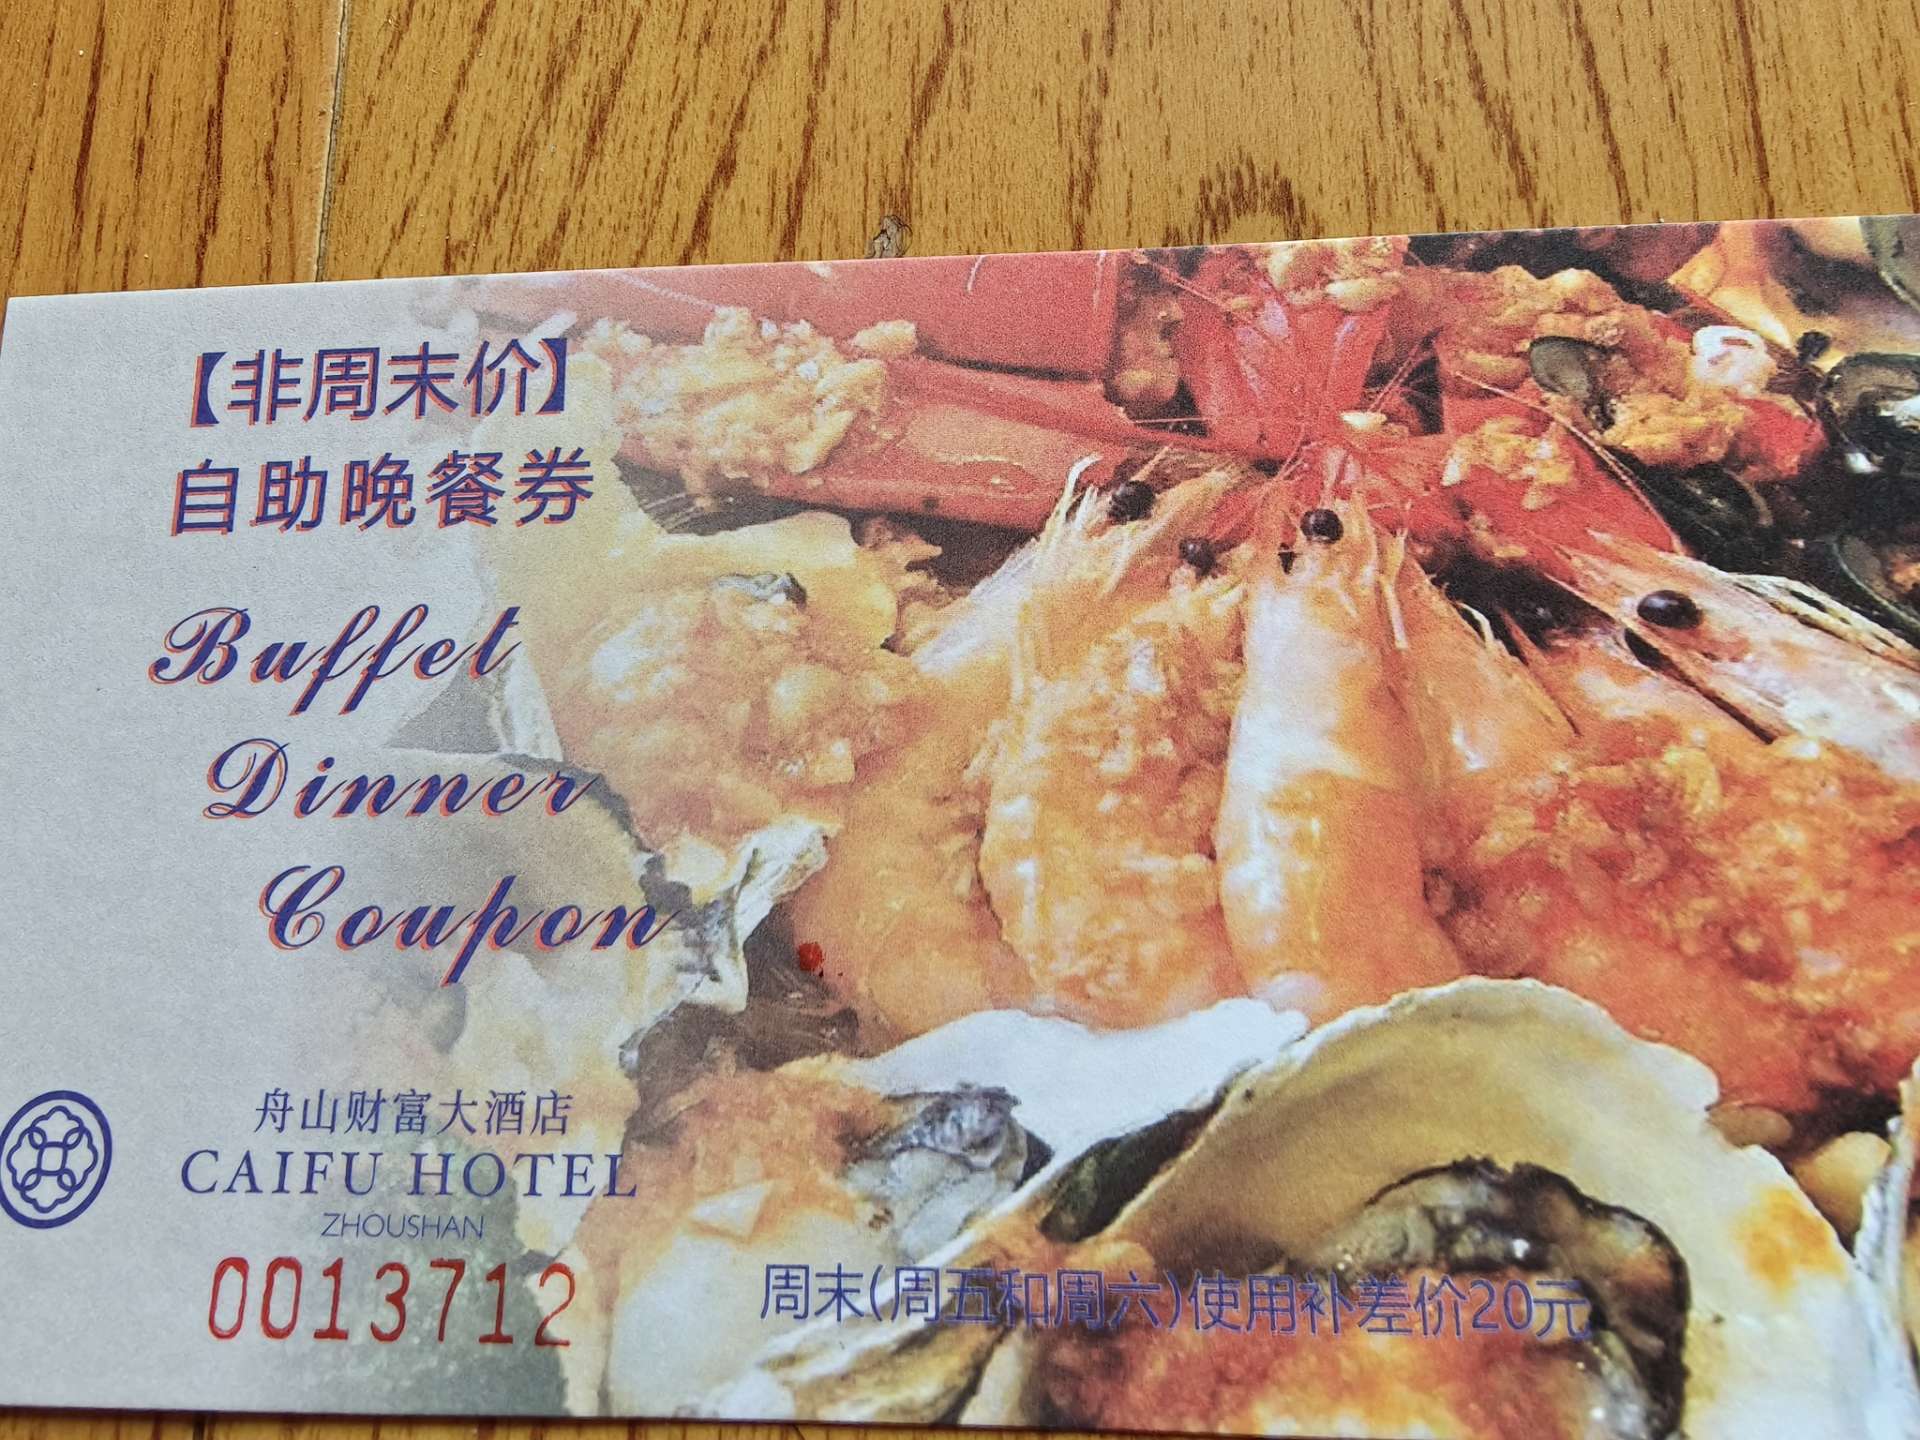 【非周末价】
自助晚餐券
Buffet
Dinner
Coupon
舟山财富大酒店
CAIFU HOTEL
ZHOUSHAN
0013712
周末(周五和周六)使用补差价20元